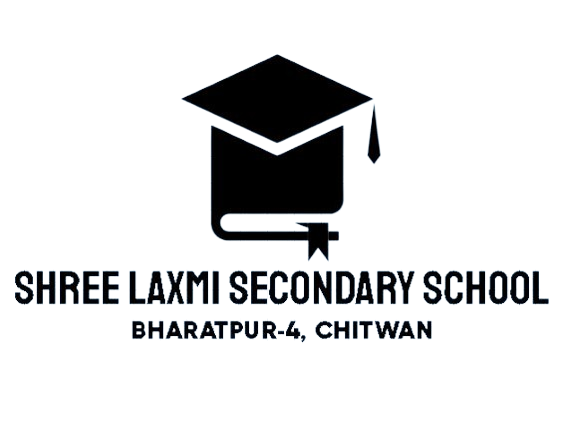 SHREE LAXMI SECONDARY SCHOOL
BHARATPUR-4, CHITWAN